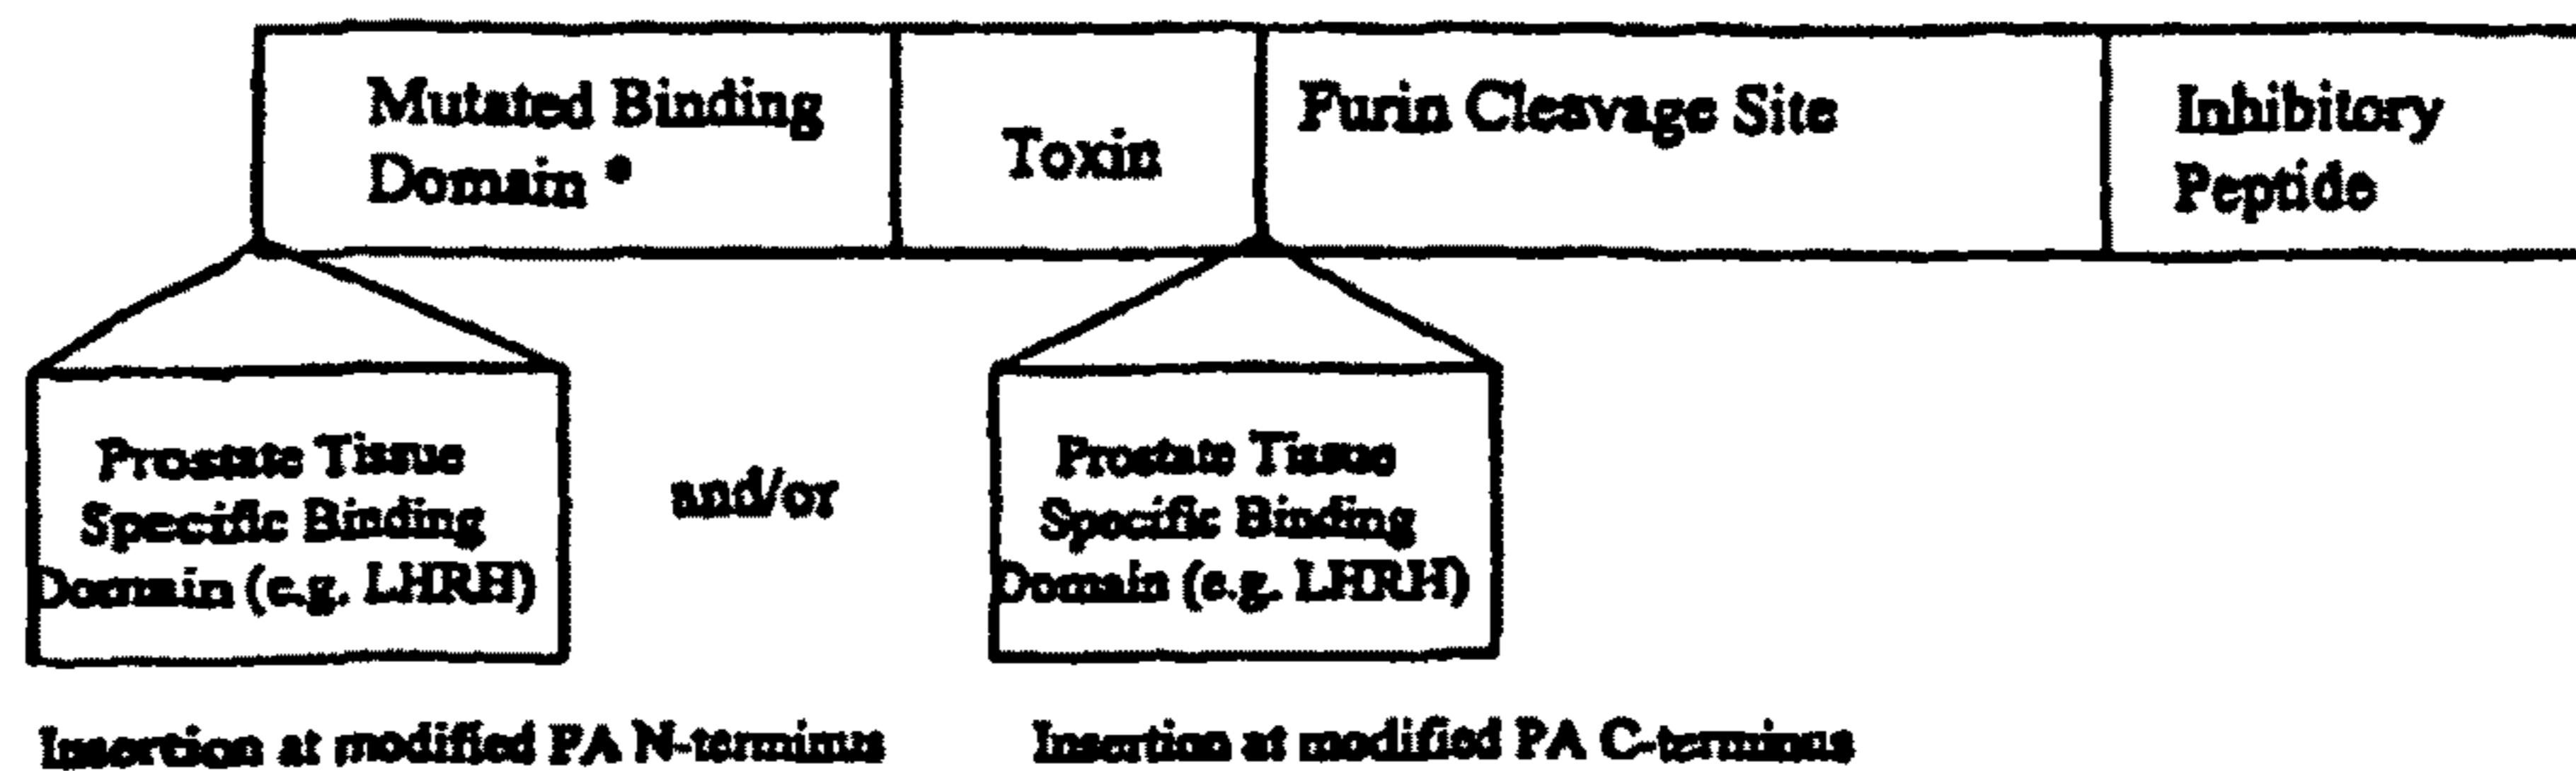 Mutated Binding
Domain *
Toxin
Furin Cleavage Site
Inhibitory
Peptide
Prostate Tissue
Specific Binding
Domain (e.g. LHRH)
and/or
Prostate Tissue
Specific Binding
Domain (e.g. LHRH)
Insertion at modified PA N-terminus
Insertion at modified PA C-terminus